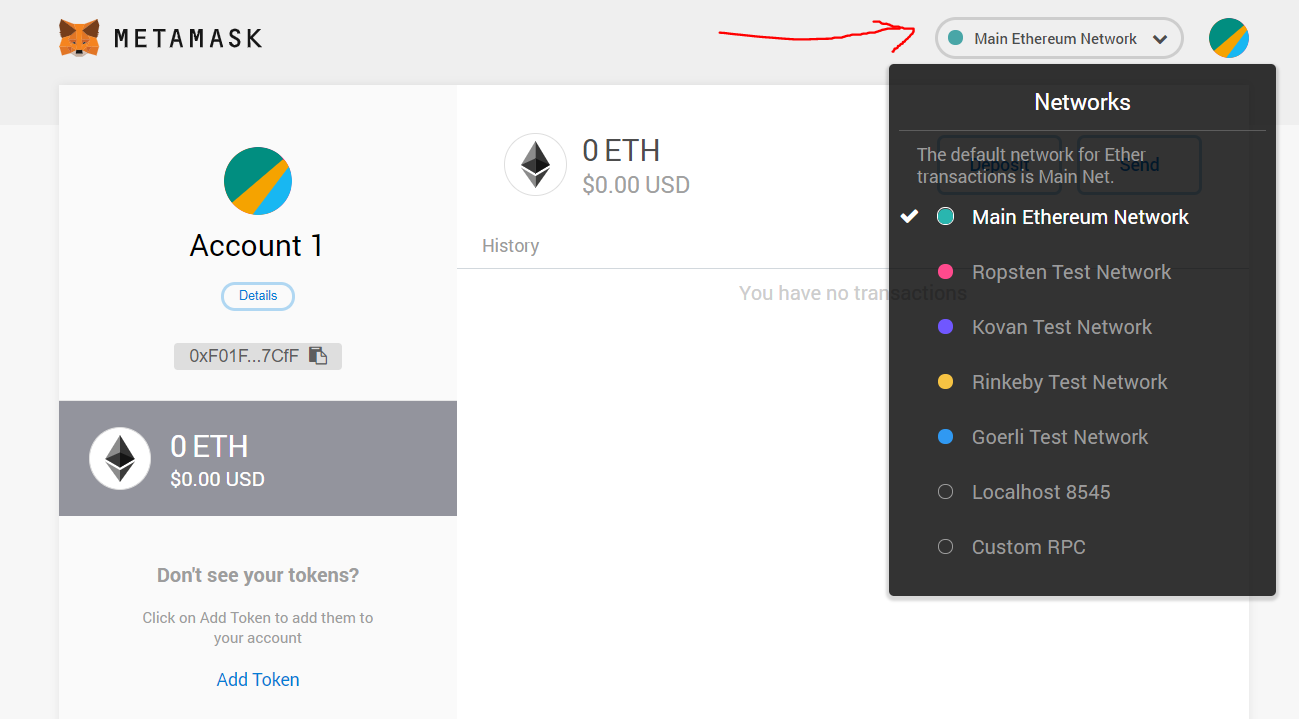 METAMASK
Main Ethereum Network
Account 1
Details
0xF01F...7CfF
0 ETH
$0.00 USD
Don't see your tokens?
Click on Add Token to add them to
your account
Add Token
0 ETH
$0.00 USD
Deposit
Send
History
You have no transactions
Networks
The default network for Ether
transactions is Main Net.
Main Ethereum Network
Ropsten Test Network
Kovan Test Network
Rinkeby Test Network
Goerli Test Network
Localhost 8545
Custom RPC